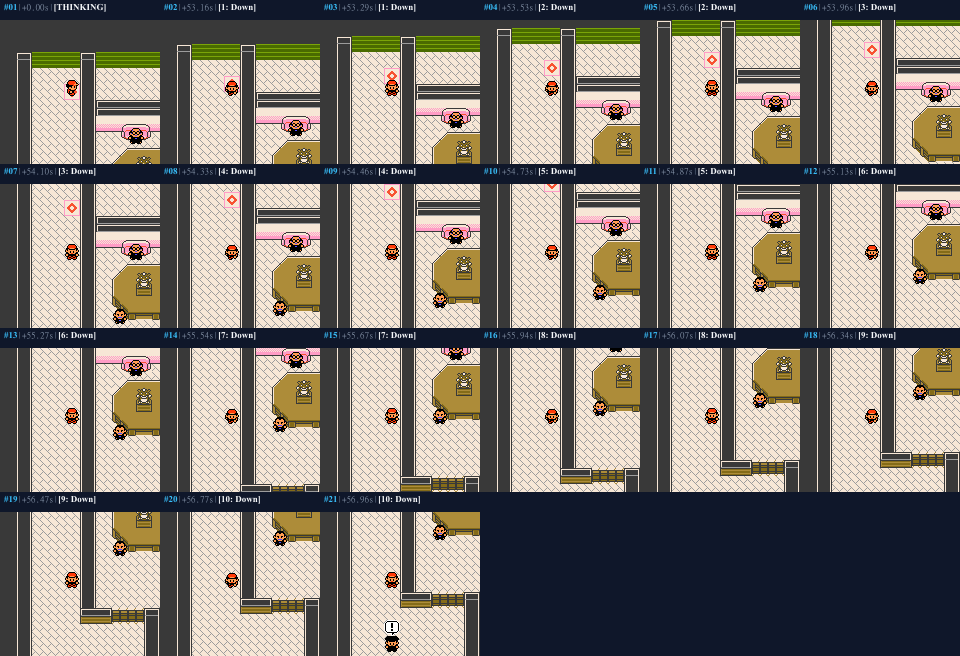 #01|+0.00s|[THINKING]
#02|+53.16s|[1: Down]
#03|+53.29s|[1: Down]
#04|+53.53s|[2: Down]
#05|+53.66s|[2: Down]
#06|+53.96s|[3: Down]
#07|+54.10s|[3: Down]
#08|+54.33s|[4: Down]
#09|+54.46s|[4: Down]
#10|+54.73s|[5: Down]
#11|+54.87s|[5: Down]
#12|+55.13s|[6: Down]
#13|+55.27s|[6: Down]
#14|+55.54s|[7: Down]
#15|+55.67s|[7: Down]
#16|+55.94s|[8: Down]
#17|+56.07s|[8: Down]
#18|+56.34s|[9: Down]
#19|+56.47s|[9: Down]
#20|+56.77s|[10: Down]
#21|+56.96s|[10: Down]
!